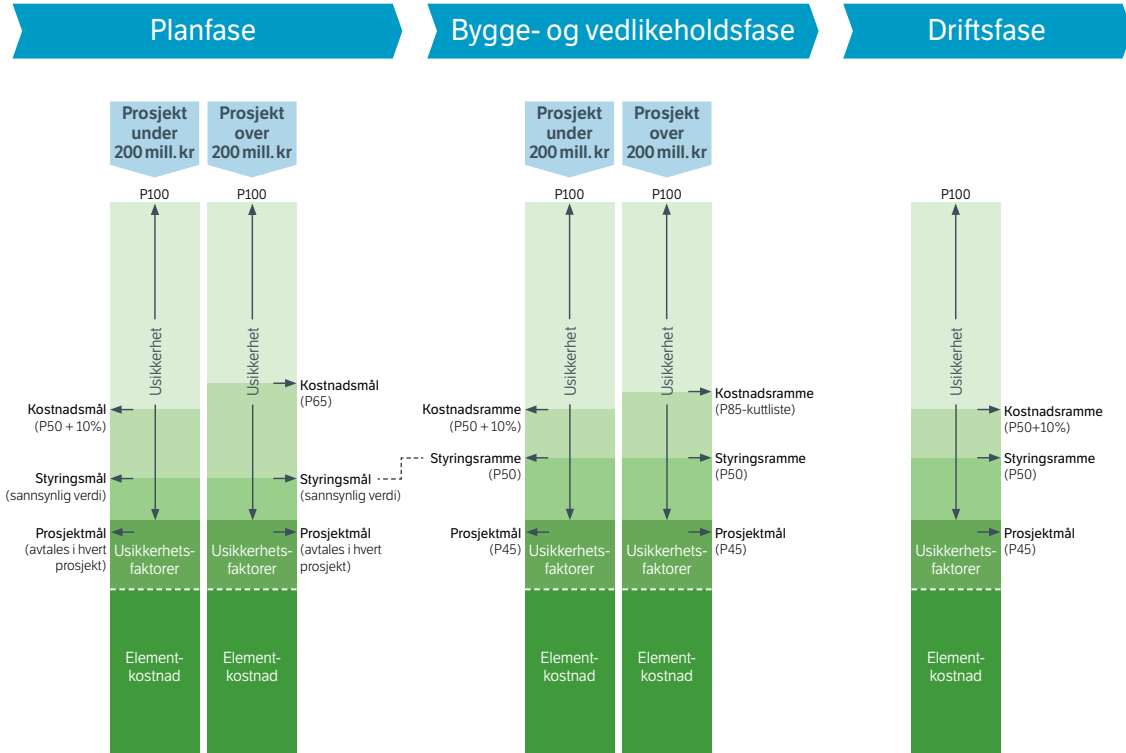 Planfase
Bygge- og vedlikeholdsfase
Driftsfase
Prosjekt
under
200 mill. kr
Prosjekt
over
200 mill. kr
Prosjekt
under
200 mill. kr
Prosjekt
over
200 mill. kr
P100
P100
P100
P100
P100
Usikkerhet
Usikkerhet
Usikkerhet
Usikkerhet
Usikkerhet
Kostnadsmål
(P50 + 10%)
Styringsmål
(sannsynlig verdi)
Prosjektmål
(avtales i hvert
prosjekt)
Kostnadsmål
(P65)
Styringsmål
(sannsynlig verdi)
Prosjektmål
(avtales i hvert
prosjekt)
Kostnadsramme
(P50 + 10%)
Styringsramme
(P50)
Prosjektmål
(P45)
Kostnadsramme
(P85-kuttliste)
Styringsramme
(P50)
Prosjektmål
(P45)
Kostnadsramme
(P50+10%)
Styringsramme
(P50)
Prosjektmål
(P45)
Usikkerhets-
faktorer
Usikkerhets-
faktorer
Usikkerhets-
faktorer
Usikkerhets-
faktorer
Usikkerhets-
faktorer
Element-
kostnad
Element-
kostnad
Element-
kostnad
Element-
kostnad
Element-
kostnad